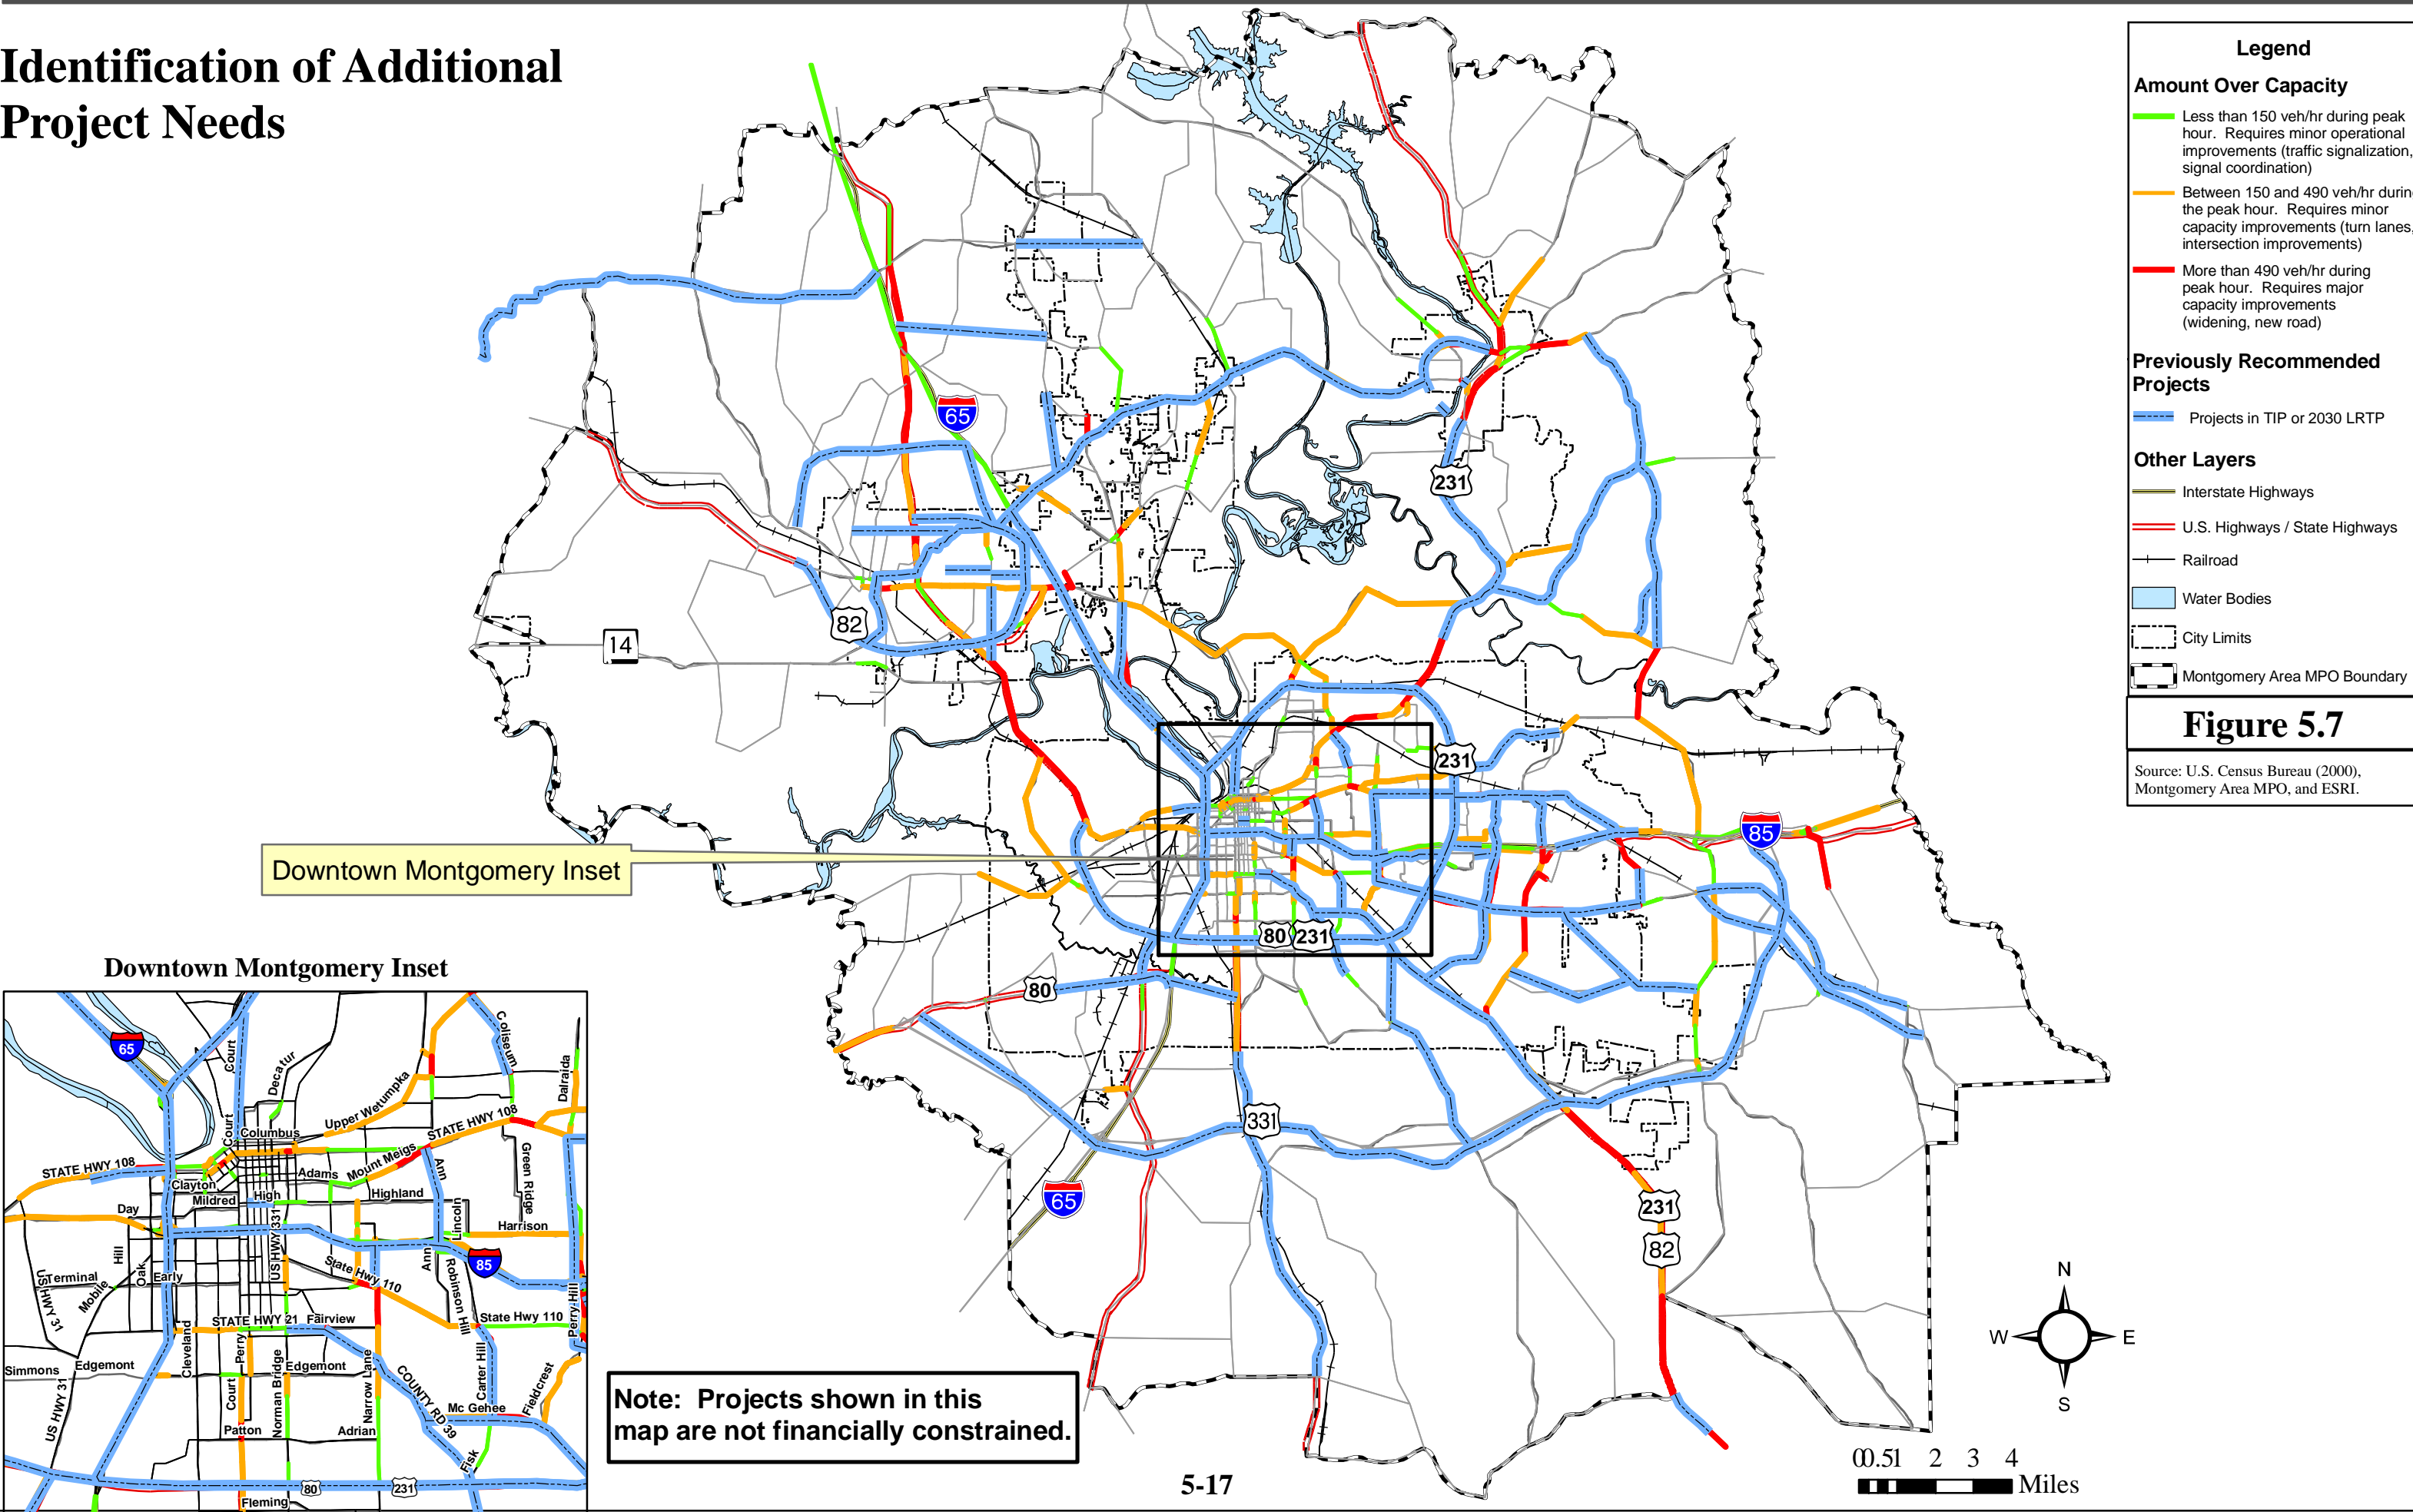 Identification of Additional
Project Needs
Legend
Amount Over Capacity
Less than 150 veh/hr during peak
hour. Requires minor operational
improvements (traffic signalization,
signal coordination)
Between 150 and 490 veh/hr during
the peak hour. Requires minor
capacity improvements (turn lanes,
intersection improvements)
More than 490 veh/hr during
peak hour. Requires major
capacity improvements
(widening, new road)
Previously Recommended
Projects
Projects in TIP or 2030 LRTP
Other Layers
Interstate Highways
U.S. Highways / State Highways
Railroad
Water Bodies
City Limits
Montgomery Area MPO Boundary
Figure 5.7
Source: U.S. Census Bureau (2000),
Montgomery Area MPO, and ESRI.
65
231
82
14
231
85
80
231
80
331
65
231
82
Downtown Montgomery Inset
Downtown Montgomery Inset
65
Court
Coliseum
Decatur
Dalraida
Upper Wetumpka
Court
Columbus
STATE HWY 108
STATE HWY 108
Mount Meigs
Ann
Green Ridge
Adams
Clayton
Mildred
High
Highland
Lincoln
Day
US HWY 331
Harrison
Hill
Oak
Ann
85
State Hwy 110
Robinson Hill
Terminal
Early
Mobile
US HWY 31
Perry Hill
STATE HWY 21
Fairview
State Hwy 110
Cleveland
Perry
Simmons
Edgemont
Edgemont
Court
Norman Bridge
Narrow Lane
COUNTY RD 39
Carter Hill
Fieldcrest
Mc Gehee
US HWY 31
Patton
Adrian
Fisk
80
231
Fleming
Note: Projects shown in this
map are not financially constrained.
5-17
N
W
E
S
0 0.5 1 2 3 4
Miles